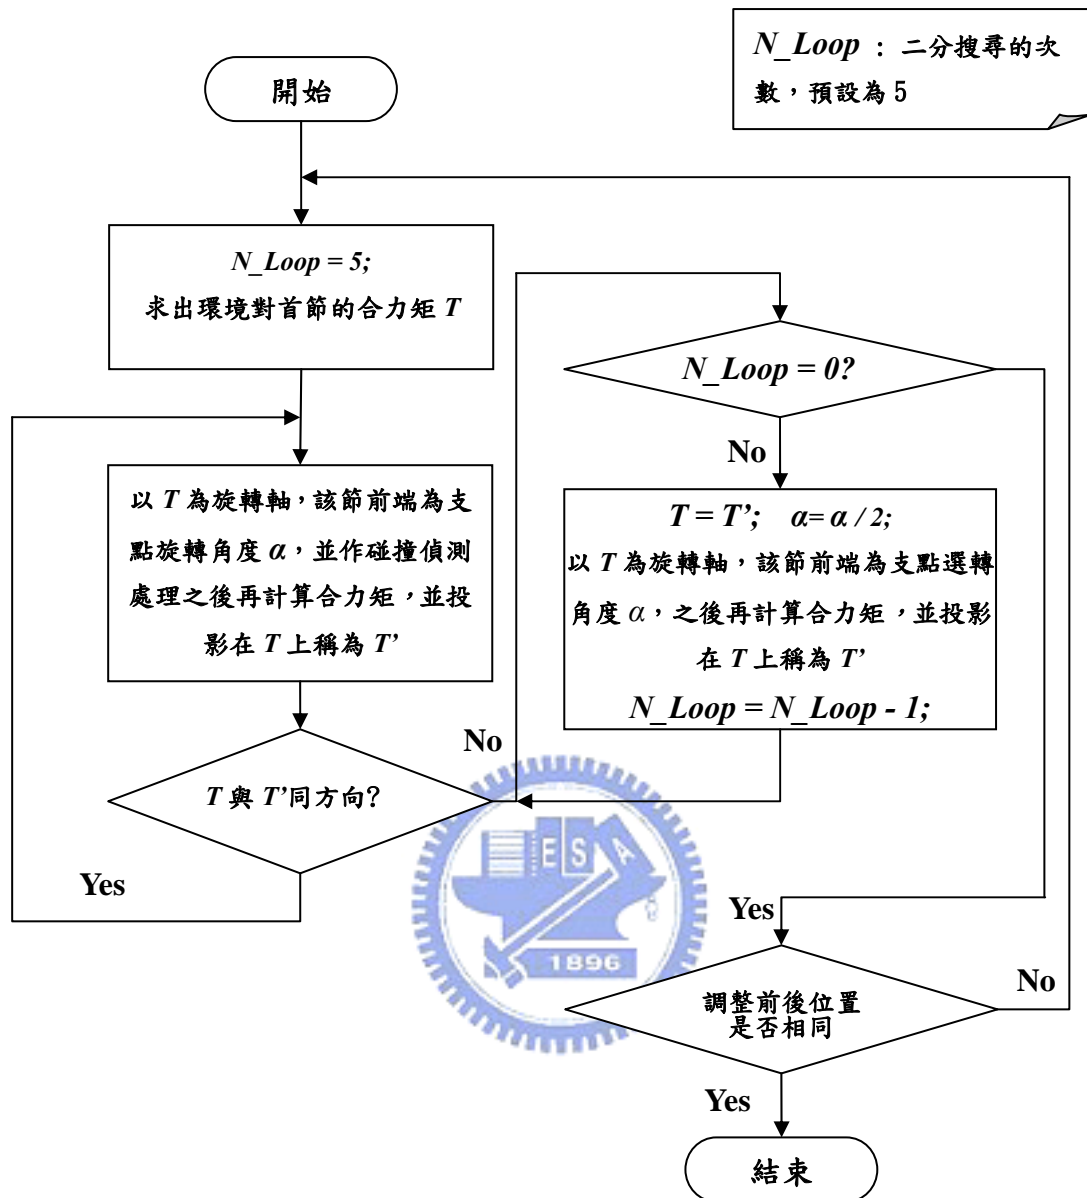 開始
N_Loop : 二分搜尋的次
數，預設為 5
N_Loop = 5;
求出環境對首節的合力矩 T
以 T 為旋轉軸，該節前端為支
點旋轉角度 α，並作碰撞偵測
處理之後再計算合力矩，並投
影在 T 上稱為 T’
T 與 T’同方向?
No
Yes
N_Loop = 0?
No
T = T’; α= α / 2;
以 T 為旋轉軸，該節前端為支點選轉
角度 α，之後再計算合力矩，並投影
在 T 上稱為 T’
N_Loop = N_Loop - 1;
E S A
1896
Yes
調整前後位置
是否相同
No
Yes
結束